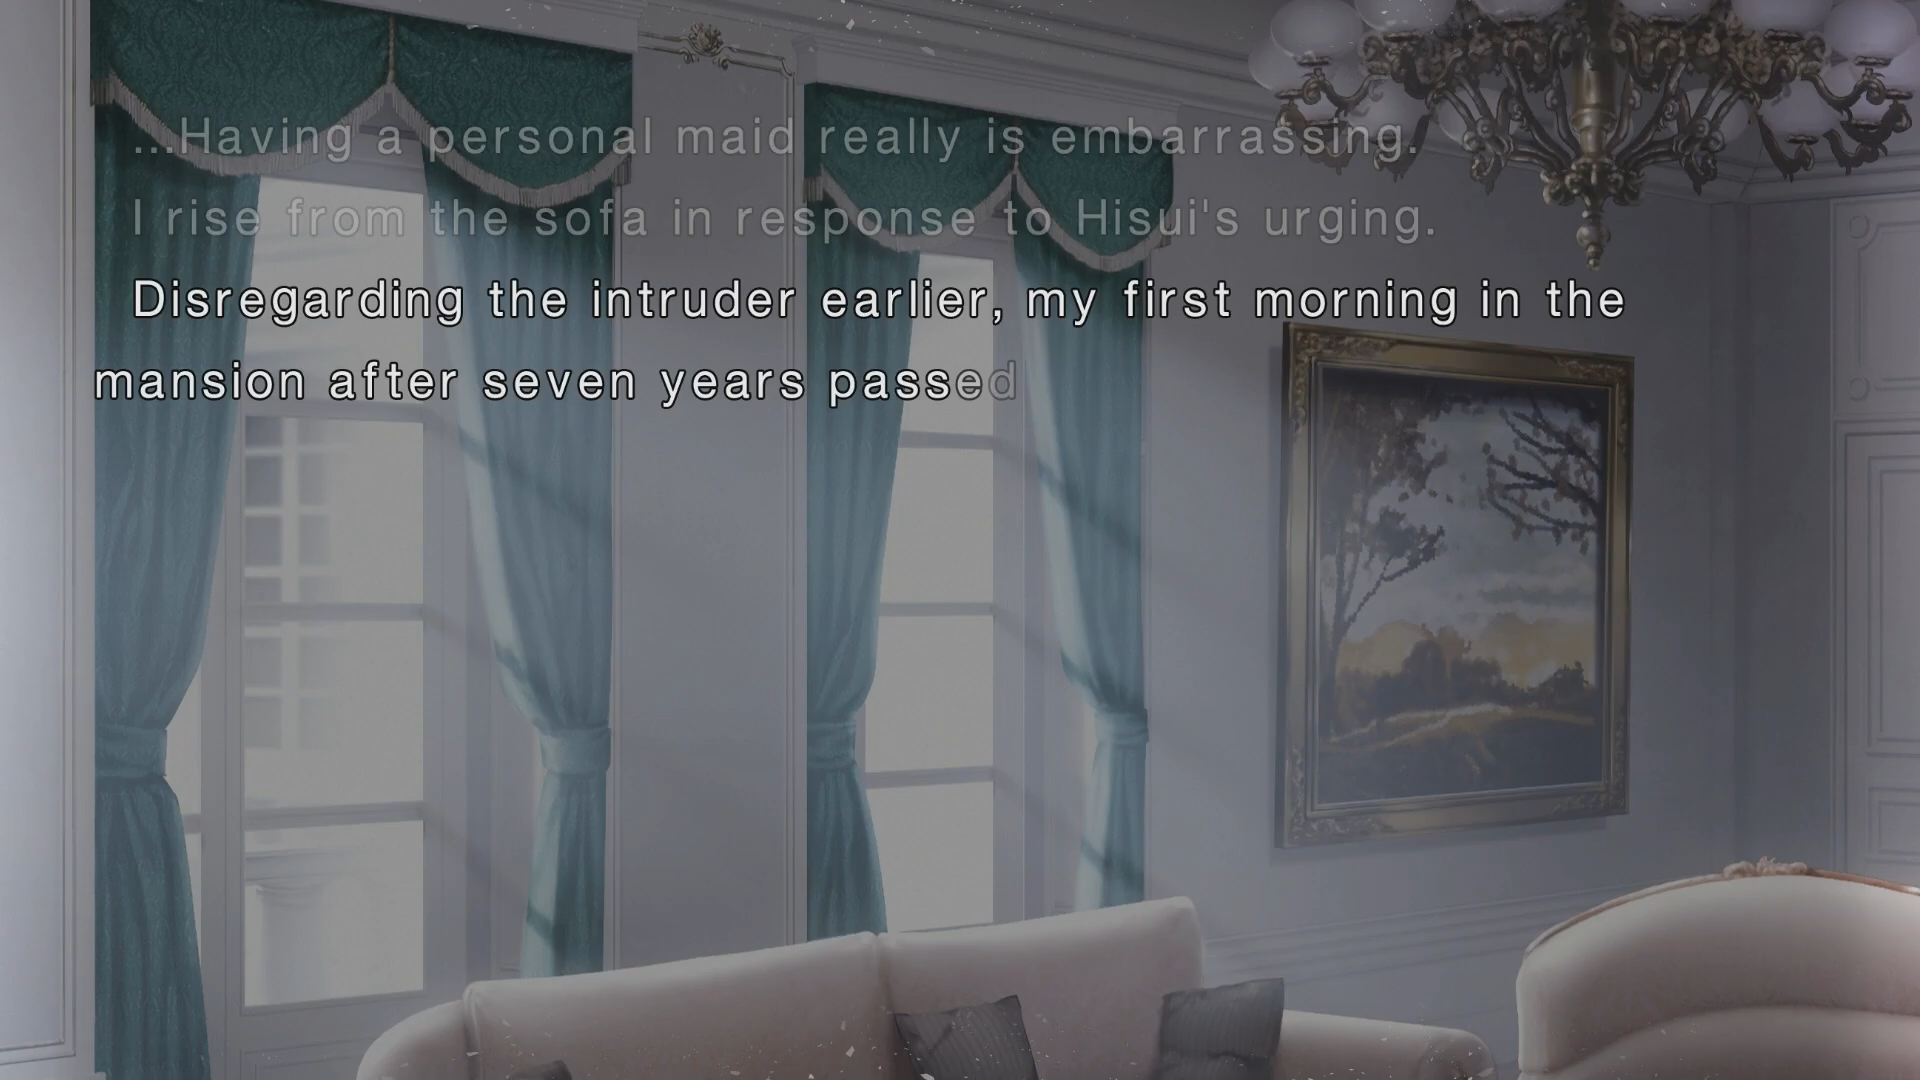 ...Having a personal maid really is embarrassing.
I rise from the sofa in response to Hisui's urging.
Disregarding the intruder earlier, my first morning in the
mansion after seven years passed